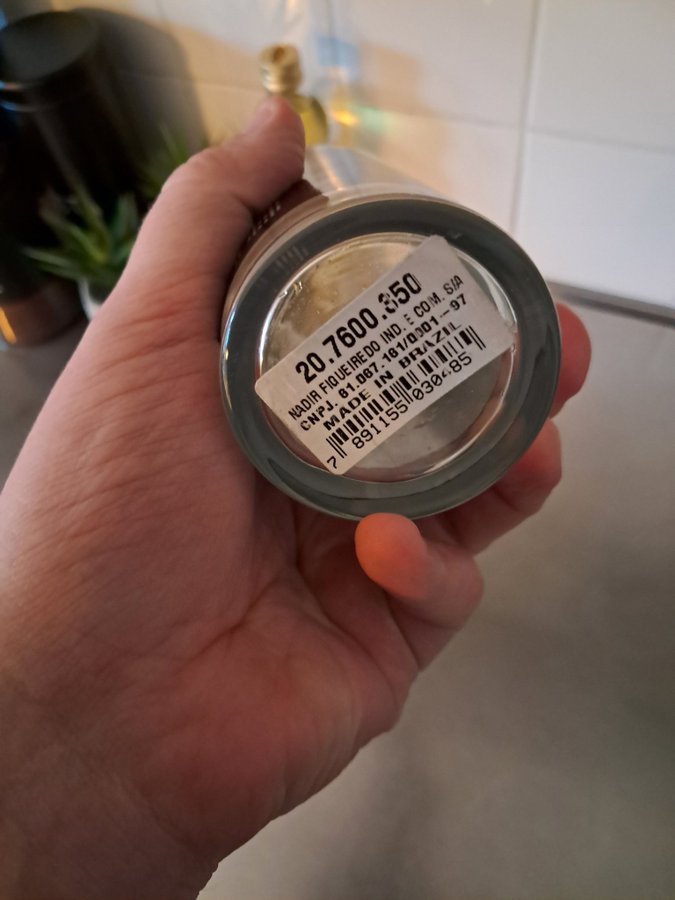 20.7600.350
NADIR FIGUEIREDO IND. E COM. S/A
CNPJ. 61.067.161/0001-97
MADE IN BRAZIL
7 891155 030485